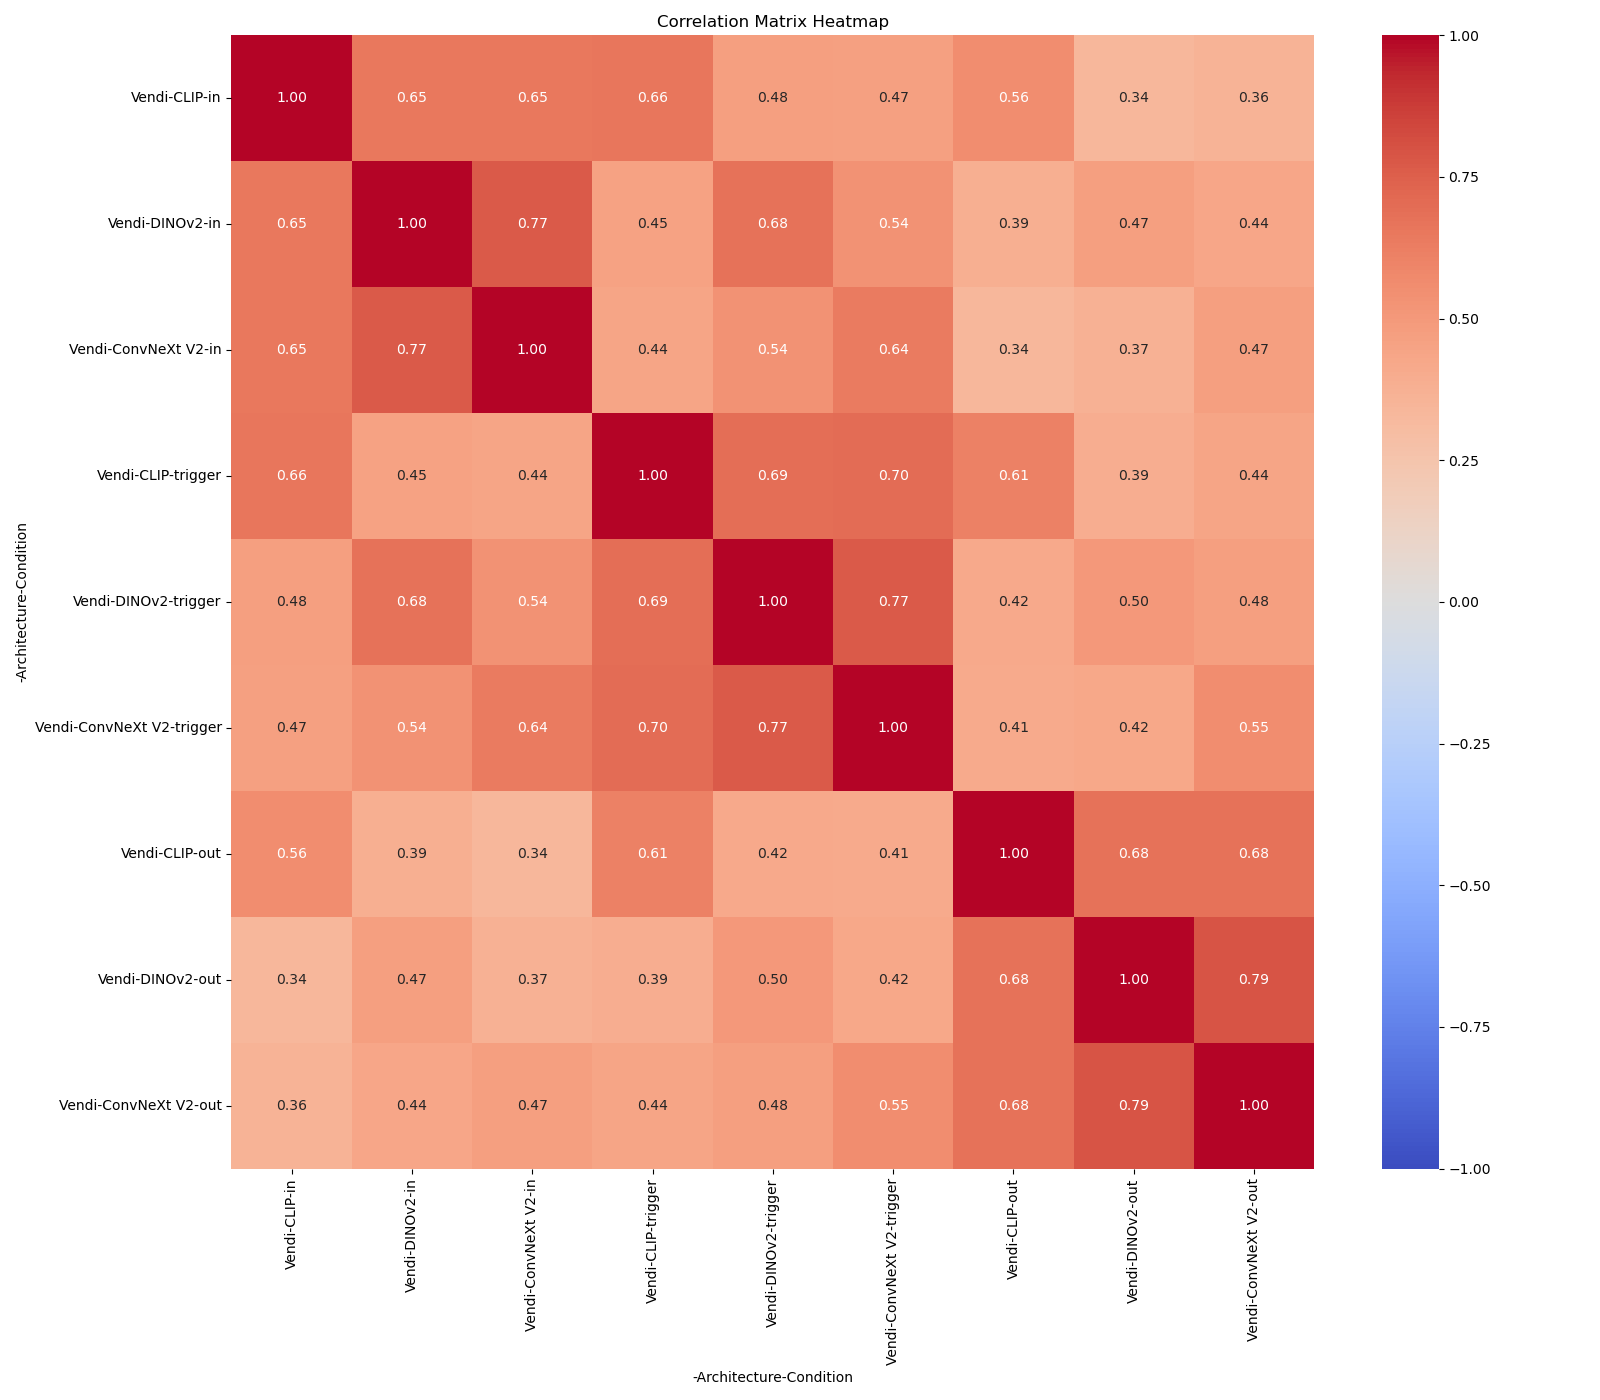 Correlation Matrix Heatmap
Vendi-CLIP-in 1.00 0.65 0.65 0.66 0.48 0.47 0.56 0.34 0.36
Vendi-DINOv2-in 0.65 1.00 0.77 0.45 0.68 0.54 0.39 0.47 0.44
Vendi-ConvNeXt V2-in 0.65 0.77 1.00 0.44 0.54 0.64 0.34 0.37 0.47
Vendi-CLIP-trigger 0.66 0.45 0.44 1.00 0.69 0.70 0.61 0.39 0.44
Vendi-DINOv2-trigger 0.48 0.68 0.54 0.69 1.00 0.77 0.42 0.50 0.48
Vendi-ConvNeXt V2-trigger 0.47 0.54 0.64 0.70 0.77 1.00 0.41 0.42 0.55
Vendi-CLIP-out 0.56 0.39 0.34 0.61 0.42 0.41 1.00 0.68 0.68
Vendi-DINOv2-out 0.34 0.47 0.37 0.39 0.50 0.42 0.68 1.00 0.79
Vendi-ConvNeXt V2-out 0.36 0.44 0.47 0.44 0.48 0.55 0.68 0.79 1.00
-Architecture-Condition
Vendi-CLIP-in
Vendi-DINOv2-in
Vendi-ConvNeXt V2-in
Vendi-CLIP-trigger
Vendi-DINOv2-trigger
Vendi-ConvNeXt V2-trigger
Vendi-CLIP-out
Vendi-DINOv2-out
Vendi-ConvNeXt V2-out
-Architecture-Condition
1.00
0.75
0.50
0.25
0.00
−0.25
−0.50
−0.75
−1.00